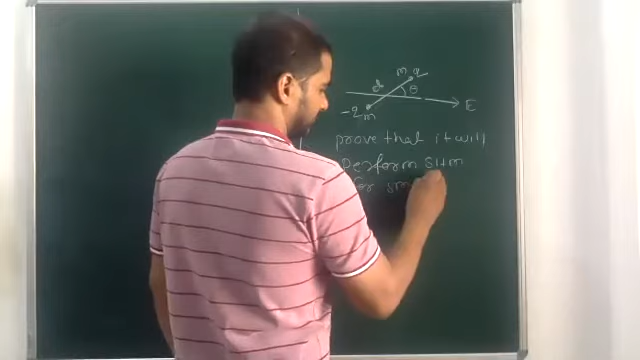 m q
d θ
E
-q m
prove that it will
Perform SHM
for sm